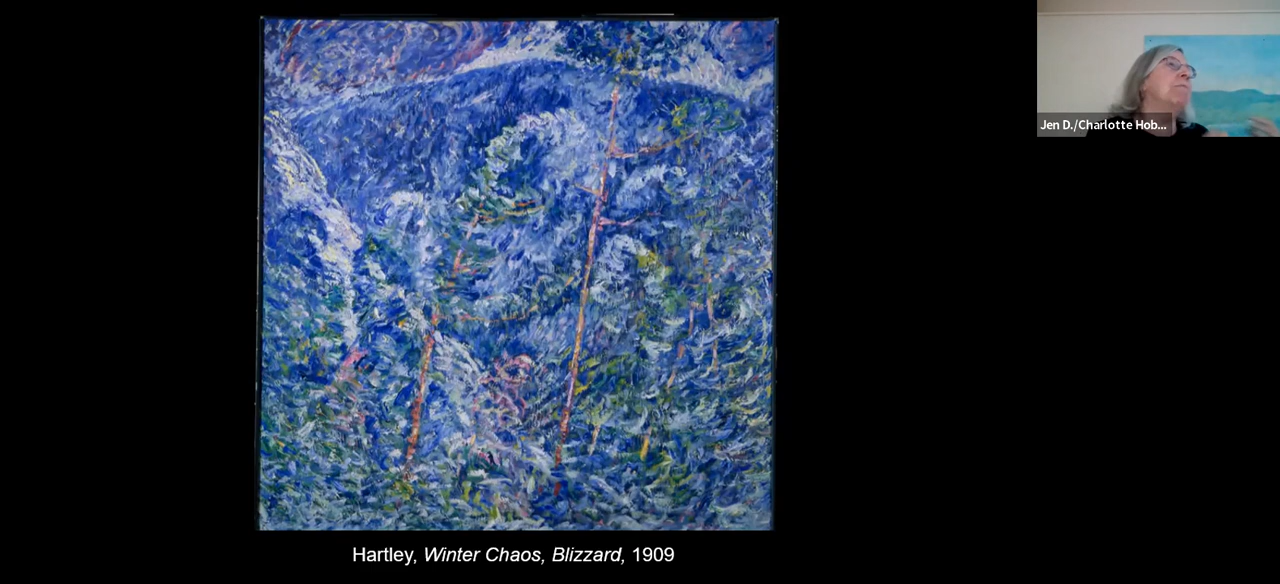 Jen D./Charlotte Hob...
Hartley, Winter Chaos, Blizzard, 1909